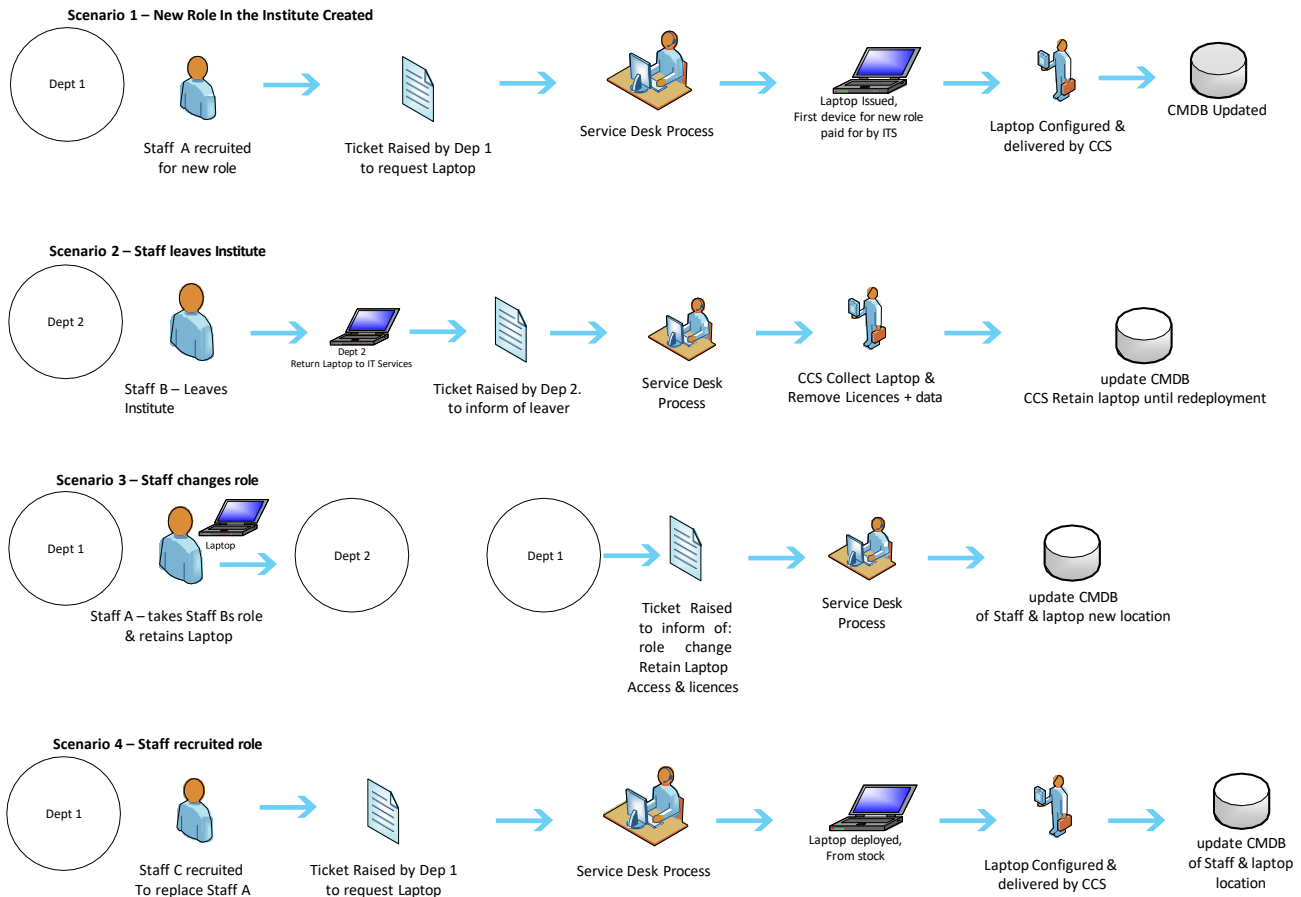 Scenario 1 – New Role In the Institute Created
Dept 1
Staff A recruited
for new role
Ticket Raised by Dep 1
to request Laptop
Service Desk Process
Laptop Issued,
First device for new role
paid for by ITS
Laptop Configured &
delivered by CCS
CMDB Updated
Scenario 2 – Staff leaves Institute
Dept 2
Staff B – Leaves
Institute
Dept 2
Return Laptop to IT Services
Ticket Raised by Dep 2.
to inform of leaver
Service Desk
Process
CCS Collect Laptop &
Remove Licences + data
update CMDB
CCS Retain laptop until redeployment
Scenario 3 – Staff changes role
Dept 1
Laptop
Staff A – takes Staff Bs role
& retains Laptop
Dept 2
Dept 1
Ticket Raised
to inform of:
role change
Retain Laptop
Access & licences
Service Desk
Process
update CMDB
of Staff & laptop new location
Scenario 4 – Staff recruited role
Dept 1
Staff C recruited
To replace Staff A
Ticket Raised by Dep 1
to request Laptop
Service Desk Process
Laptop deployed,
From stock
Laptop Configured &
delivered by CCS
update CMDB
of Staff & laptop
location